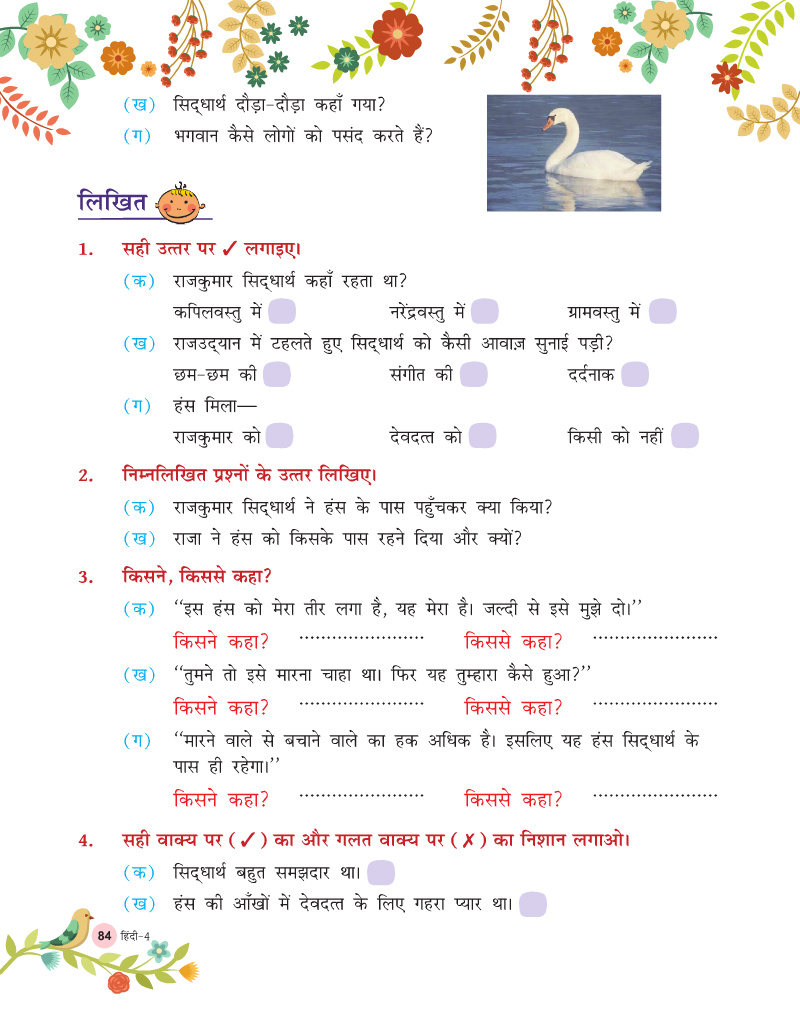 (ख) सिद्धार्थ दौड़ा-दौड़ा कहाँ गया?
(ग) भगवान कैसे लोगों को पसंद करते हैं?
लिखित
1. सही उत्तर पर ✓ लगाइए।
(क) राजकुमार सिद्धार्थ कहाँ रहता था?
कपिलवस्तु में नरेंद्रवस्तु में ग्रामवस्तु में
(ख) राजउद्यान में टहलते हुए सिद्धार्थ को कैसी आवाज़ सुनाई पड़ी?
छम-छम की संगीत की दर्दनाक
(ग) हंस मिला—
राजकुमार को देवदत्त को किसी को नहीं
2. निम्नलिखित प्रश्नों के उत्तर लिखिए।
(क) राजकुमार सिद्धार्थ ने हंस के पास पहुँचकर क्या किया?
(ख) राजा ने हंस को किसके पास रहने दिया और क्यों?
3. किसने, किससे कहा?
(क) “इस हंस को मेरा तीर लगा है, यह मेरा है। जल्दी से इसे मुझे दो।”
किसने कहा? ....................... किससे कहा? .......................
(ख) “तुमने तो इसे मारना चाहा था। फिर यह तुम्हारा कैसे हुआ?”
किसने कहा? ....................... किससे कहा? .......................
(ग) “मारने वाले से बचाने वाले का हक अधिक है। इसलिए यह हंस सिद्धार्थ के
पास ही रहेगा।”
किसने कहा? ....................... किससे कहा? .......................
4. सही वाक्य पर (✓) का और गलत वाक्य पर (✗) का निशान लगाओ।
(क) सिद्धार्थ बहुत समझदार था।
(ख) हंस की आँखों में देवदत्त के लिए गहरा प्यार था।
84 हिंदी-4